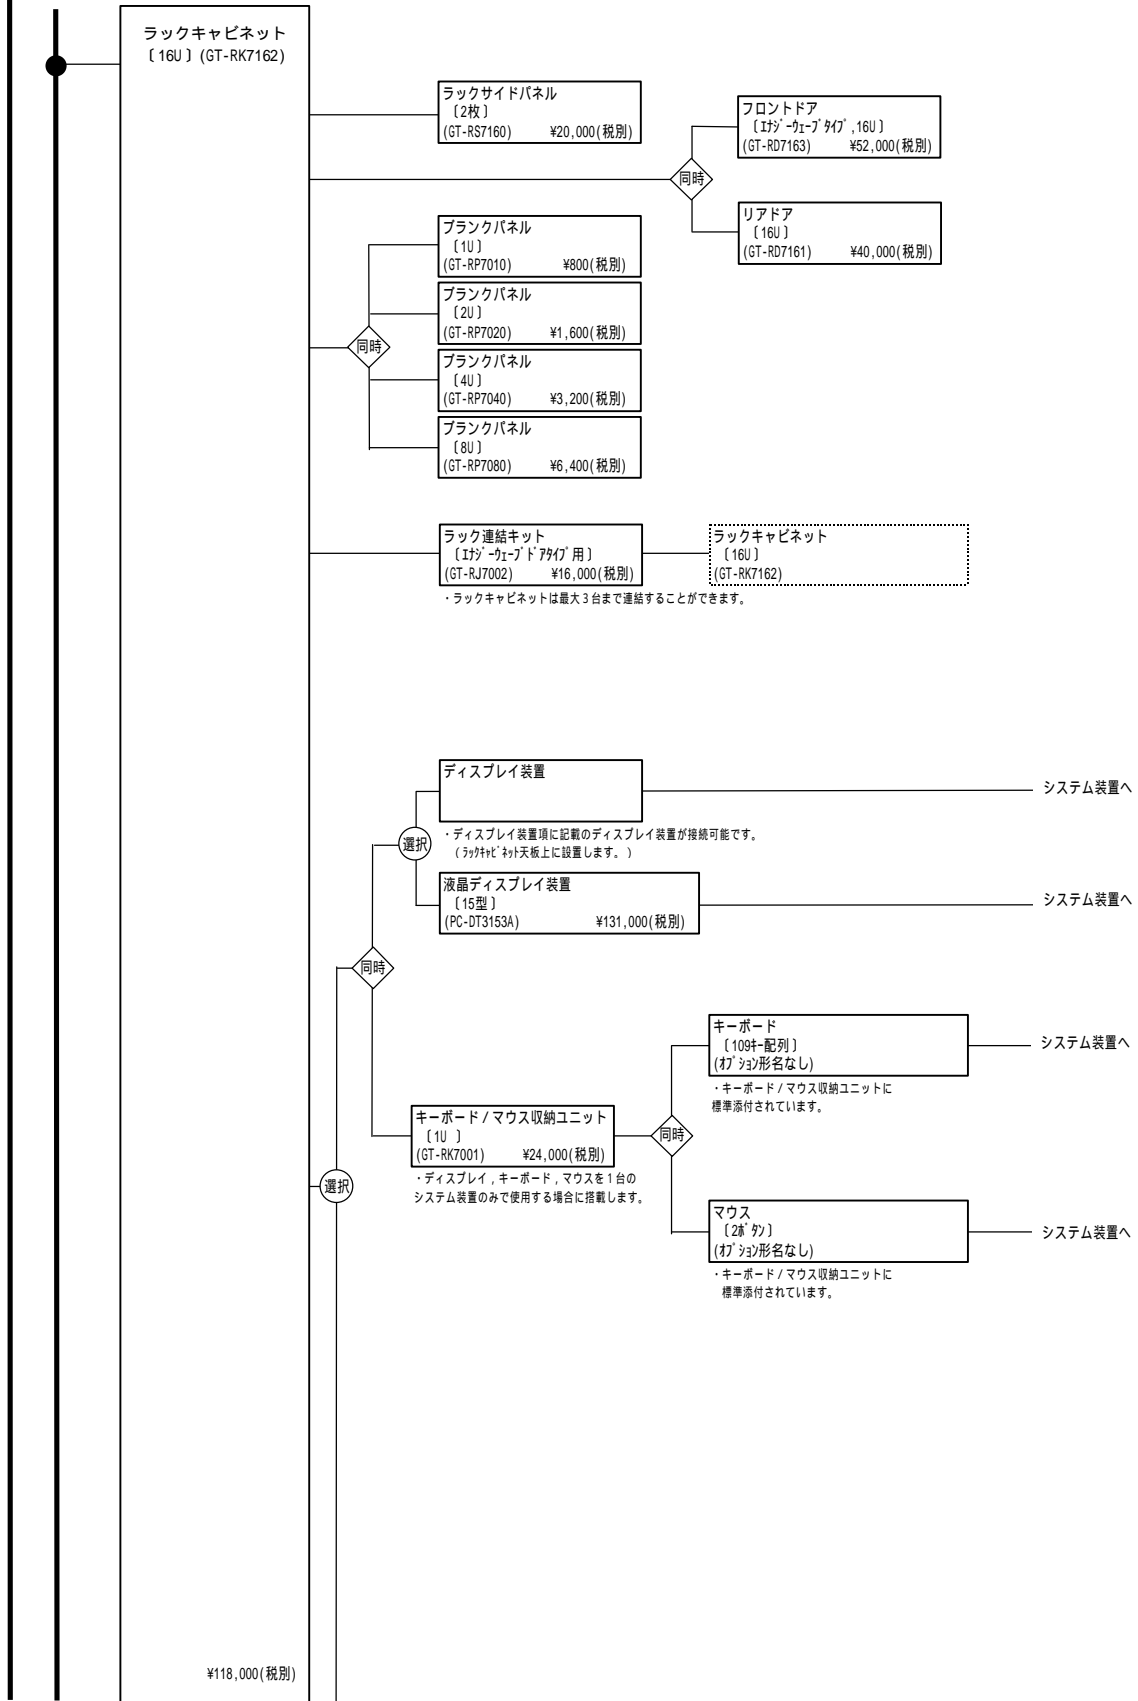 ラックキャビネット
〔16U〕(GT-RK7162)
ラックサイドパネル
〔2枚〕
(GT-RS7160) ¥20,000(税別)
フロントドア
〔ｴﾅｼﾞｰｳｪｰﾌﾞﾀｲﾌﾟ,16U〕
(GT-RD7163) ¥52,000(税別)
同時
リアドア
〔16U〕
(GT-RD7161) ¥40,000(税別)
ブランクパネル
〔1U〕
(GT-RP7010) ¥800(税別)
ブランクパネル
〔2U〕
(GT-RP7020) ¥1,600(税別)
同時
ブランクパネル
〔4U〕
(GT-RP7040) ¥3,200(税別)
ブランクパネル
〔8U〕
(GT-RP7080) ¥6,400(税別)
ラック連結キット
〔ｴﾅｼﾞｰｳｪｰﾌﾞﾄﾞｱﾀｲﾌﾟ用〕
(GT-RJ7002) ¥16,000(税別)
ラックキャビネット
〔16U〕
(GT-RK7162)
・ラックキャビネットは最大３台まで連結することができます。
ディスプレイ装置
システム装置へ
選択
・ディスプレイ装置項に記載のディスプレイ装置が接続可能です。
(ﾗｯｸｷｬﾋﾞﾈｯﾄ天板上に設置します。)
液晶ディスプレイ装置
〔15型〕
(PC-DT3153A) ¥131,000(税別)
システム装置へ
同時
キーボード
〔109ｷｰ配列〕
(ｵﾌﾟｼｮﾝ形名なし)
システム装置へ
・キーボード/マウス収納ユニットに
標準添付されています。
キーボード/マウス収納ユニット
〔1U 〕
(GT-RK7001) ¥24,000(税別)
同時
・ディスプレイ,キーボード,マウスを１台の
システム装置のみで使用する場合に搭載します。
選択
マウス
〔2ﾎﾞﾀﾝ〕
(ｵﾌﾟｼｮﾝ形名なし)
システム装置へ
・キーボード/マウス収納ユニットに
標準添付されています。
¥118,000(税別)